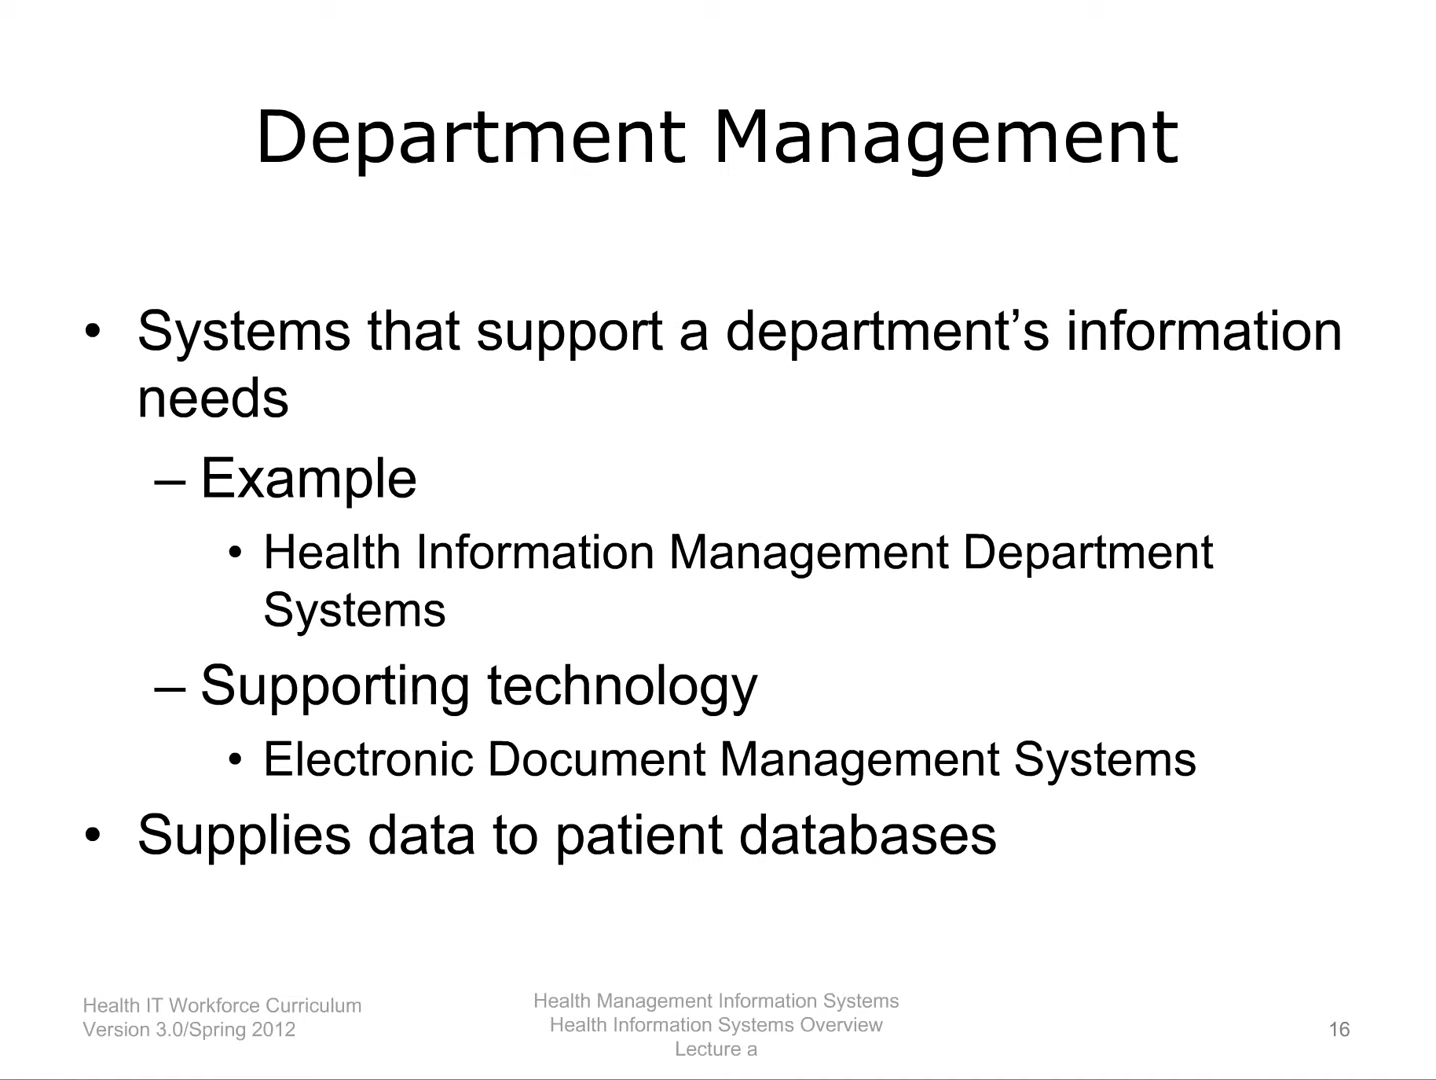 Department Management
• Systems that support a department’s information
needs
– Example
• Health Information Management Department
Systems
– Supporting technology
• Electronic Document Management Systems
• Supplies data to patient databases
Health IT Workforce Curriculum
Version 3.0/Spring 2012
Health Management Information Systems
Health Information Systems Overview
Lecture a
16